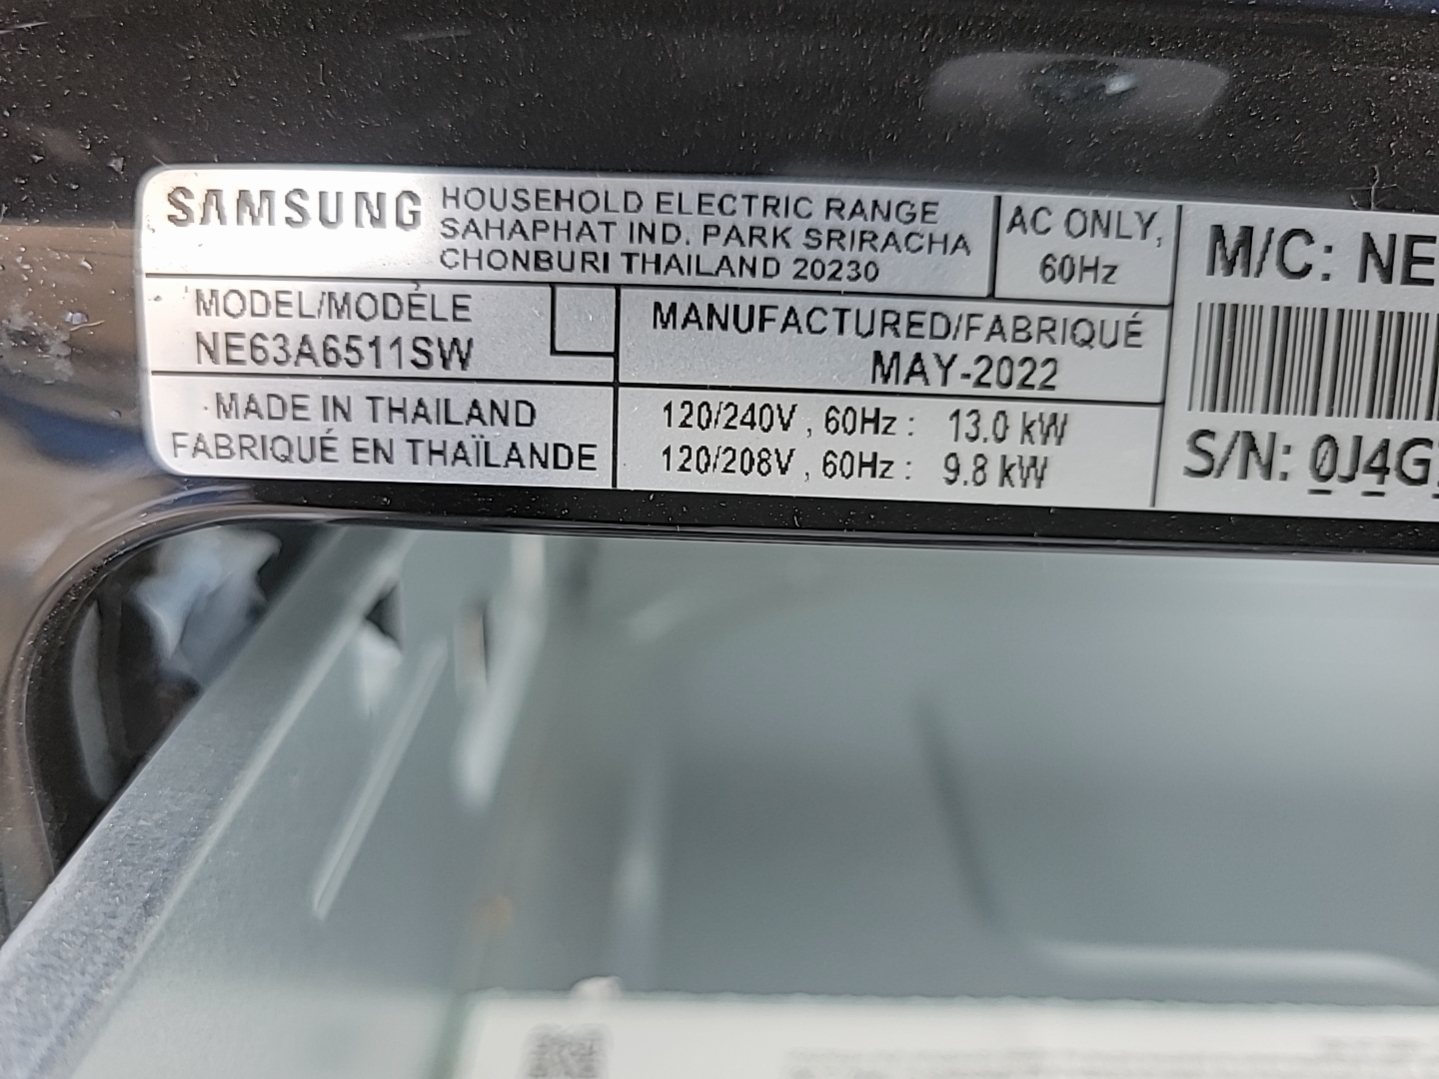 SAMSUNG
HOUSEHOLD ELECTRIC RANGE
SAHAPHAT IND. PARK SRIRACHA
CHONBURI THAILAND 20230
AC ONLY,
60Hz
M/C: NE
MODEL/MODÈLE
NE63A6511SW
MANUFACTURED/FABRIQUÉ
MAY-2022
MADE IN THAILAND
FABRIQUÉ EN THAÏLANDE
120/240V , 60Hz : 13.0 kW
120/208V , 60Hz : 9.8 kW
S/N: 0J4G